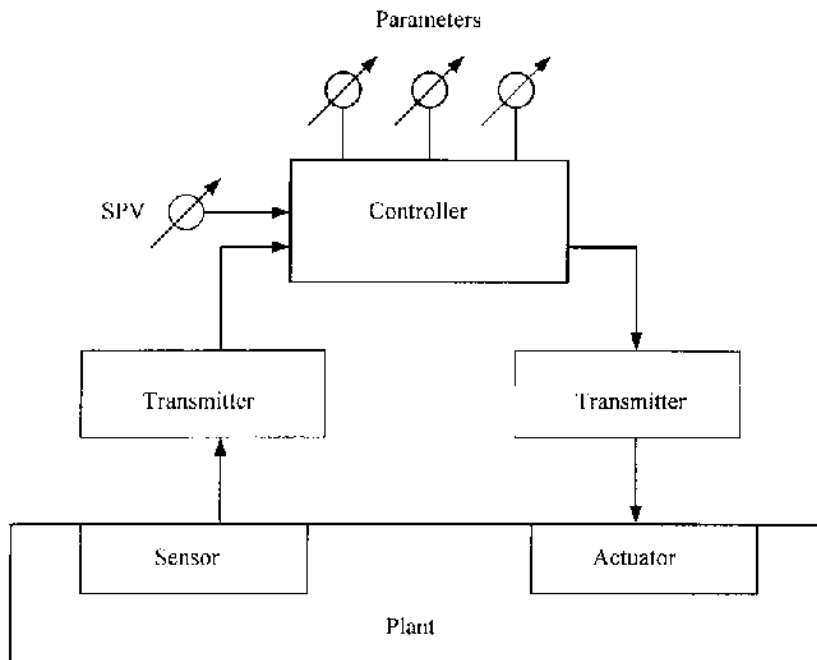 Parameters
SPV
Controller
Transmitter
Transmitter
Sensor
Actuator
Plant